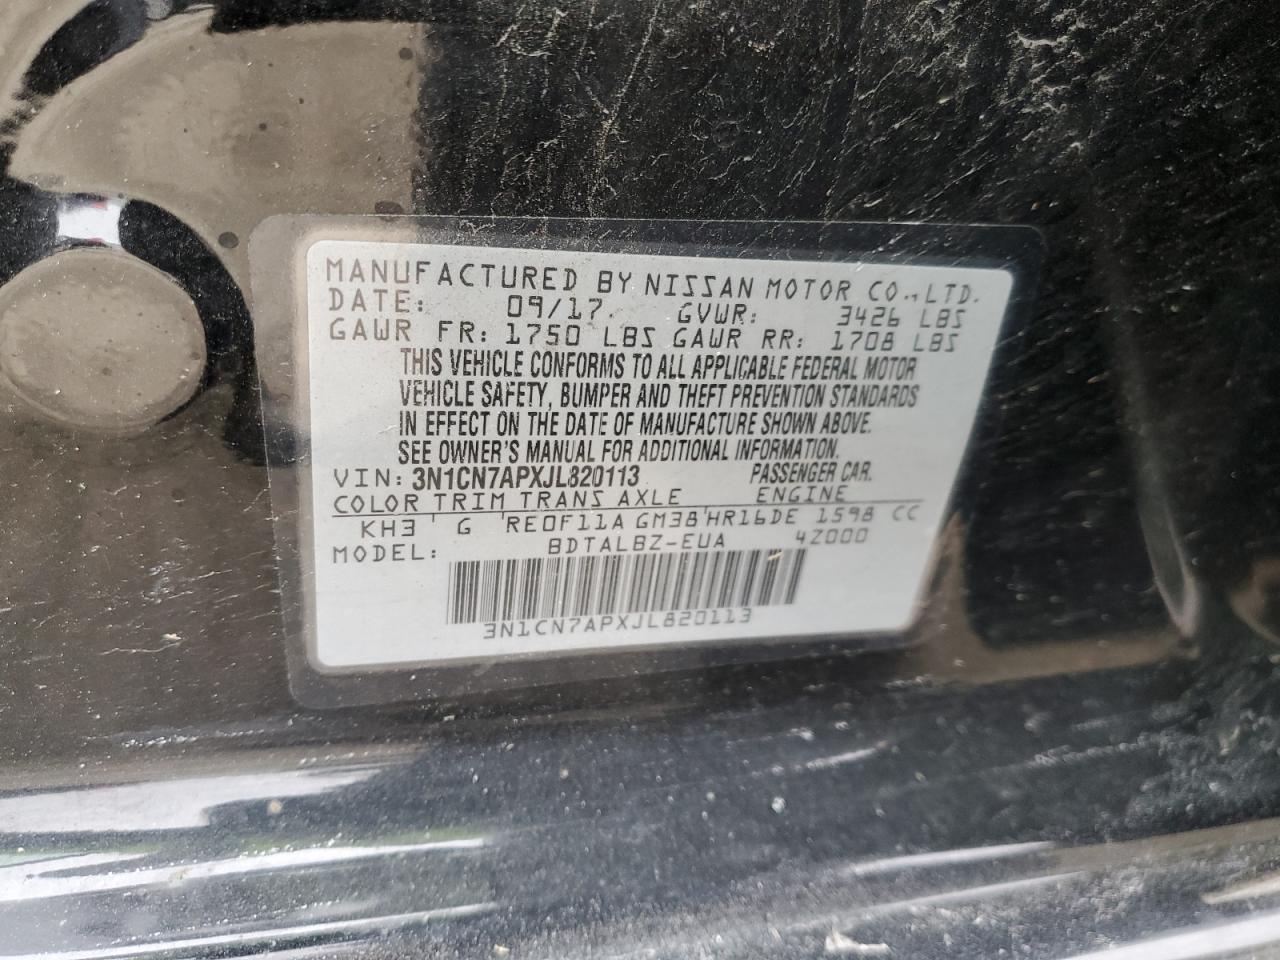 MANUFACTURED BY NISSAN MOTOR CO., LTD.
DATE: 09/17 GVWR: 3426 LBS
GAWR FR: 1750 LBS GAWR RR: 1708 LBS
THIS VEHICLE CONFORMS TO ALL APPLICABLE FEDERAL MOTOR
VEHICLE SAFETY, BUMPER AND THEFT PREVENTION STANDARDS
IN EFFECT ON THE DATE OF MANUFACTURE SHOWN ABOVE.
SEE OWNER'S MANUAL FOR ADDITIONAL INFORMATION.
VIN: 3N1CN7APXJL820113 PASSENGER CAR.
COLOR TRIM TRANS AXLE ENGINE
KH3 G RE0F11A GM38 HR16DE 1598 CC
MODEL: BDTALBZ-EUA 4Z000
3N1CN7APXJL820113